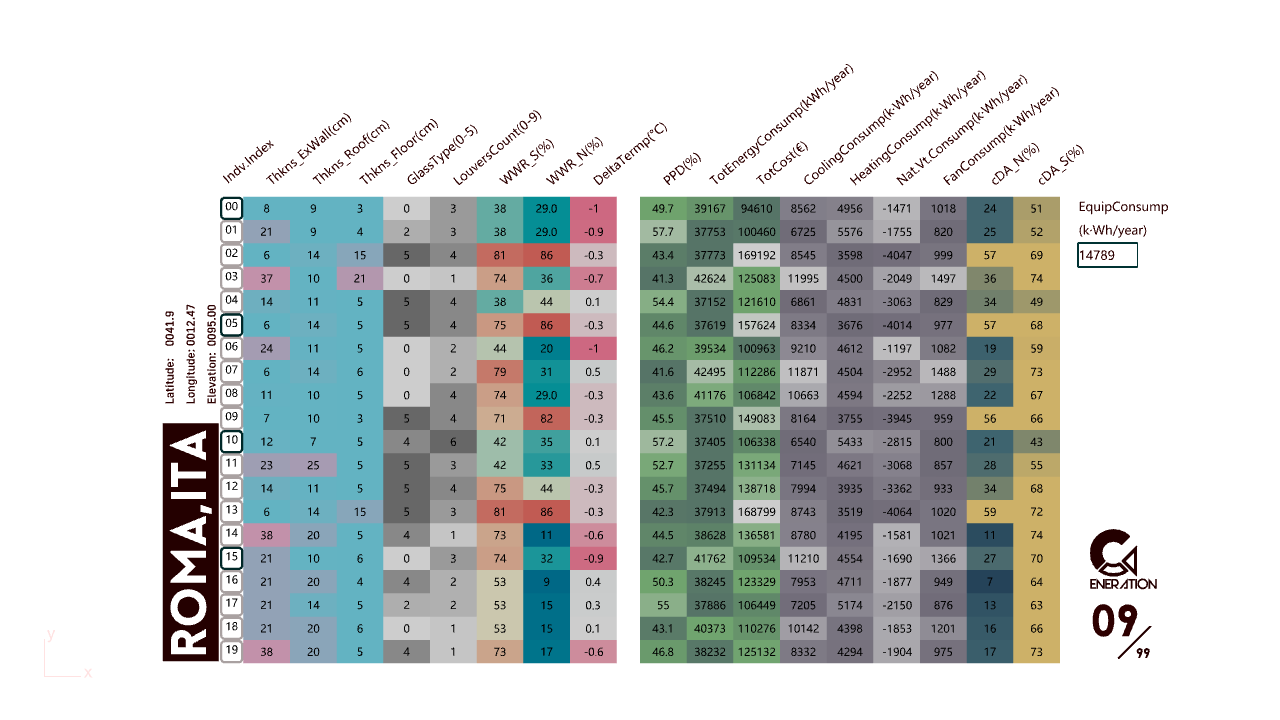 Indv.Index Thkns_ExWall(cm) Thkns_Roof(cm) Thkns_Floor(cm) GlassType(0-5) LouversCount(0-9) WWR_S(%) WWR_N(%) DeltaTermp(°C) PPD(%) TotEnergyConsump(kWh/year) TotCost(€) CoolingConsump(k·Wh/year) HeatingConsump(k·Wh/year) Nat.Vt.Consump(k·Wh/year) FanConsump(k·Wh/year) cDA_N(%) cDA_S(%)
00 8 9 3 0 3 38 29.0 -1 49.7 39167 94610 8562 4956 -1471 1018 24 51
01 21 9 4 2 3 38 29.0 -0.9 57.7 37753 100460 6725 5576 -1755 820 25 52
02 6 14 15 5 4 81 86 -0.3 43.4 37773 169192 8545 3598 -4047 999 57 69
03 37 10 21 0 1 74 36 -0.7 41.3 42624 125083 11995 4500 -2049 1497 36 74
04 14 11 5 5 4 38 44 0.1 54.4 37152 121610 6861 4831 -3063 829 34 49
05 6 14 5 5 4 75 86 -0.3 44.6 37619 157624 8334 3676 -4014 977 57 68
06 24 11 5 0 2 44 20 -1 46.2 39534 100963 9210 4612 -1197 1082 19 59
07 6 14 6 0 2 79 31 0.5 41.6 42495 112286 11871 4504 -2952 1488 29 73
08 11 10 5 0 4 74 29.0 -0.3 43.6 41176 106842 10663 4594 -2252 1288 22 67
09 7 10 3 5 4 71 82 -0.3 45.5 37510 149083 8164 3755 -3945 959 56 66
10 12 7 5 4 6 42 35 0.1 57.2 37405 106338 6540 5433 -2815 800 21 43
11 23 25 5 5 3 42 33 0.5 52.7 37255 131134 7145 4621 -3068 857 28 55
12 14 11 5 5 4 75 44 -0.3 45.7 37494 138718 7994 3935 -3362 933 34 68
13 6 14 15 5 3 81 86 -0.3 42.3 37913 168799 8743 3519 -4064 1020 59 72
14 38 20 5 4 1 73 11 -0.6 44.5 38628 136581 8780 4195 -1581 1021 11 74
15 21 10 6 0 3 74 32 -0.9 42.7 41762 109534 11210 4554 -1690 1366 27 70
16 21 20 4 4 2 53 9 0.4 50.3 38245 123329 7953 4711 -1877 949 7 64
17 21 14 5 2 2 53 15 0.3 55 37886 106449 7205 5174 -2150 876 13 63
18 21 20 6 0 1 53 15 0.1 43.1 40373 110276 10142 4398 -1853 1201 16 66
19 38 20 5 4 1 73 17 -0.6 46.8 38232 125132 8332 4294 -1904 975 17 73
EquipConsump
(k·Wh/year)
14789
Latitude: 0041.9
Longitude: 0012.47
Elevation: 0095.00
ROMA,ITA
ENERATION
09/99
y
x